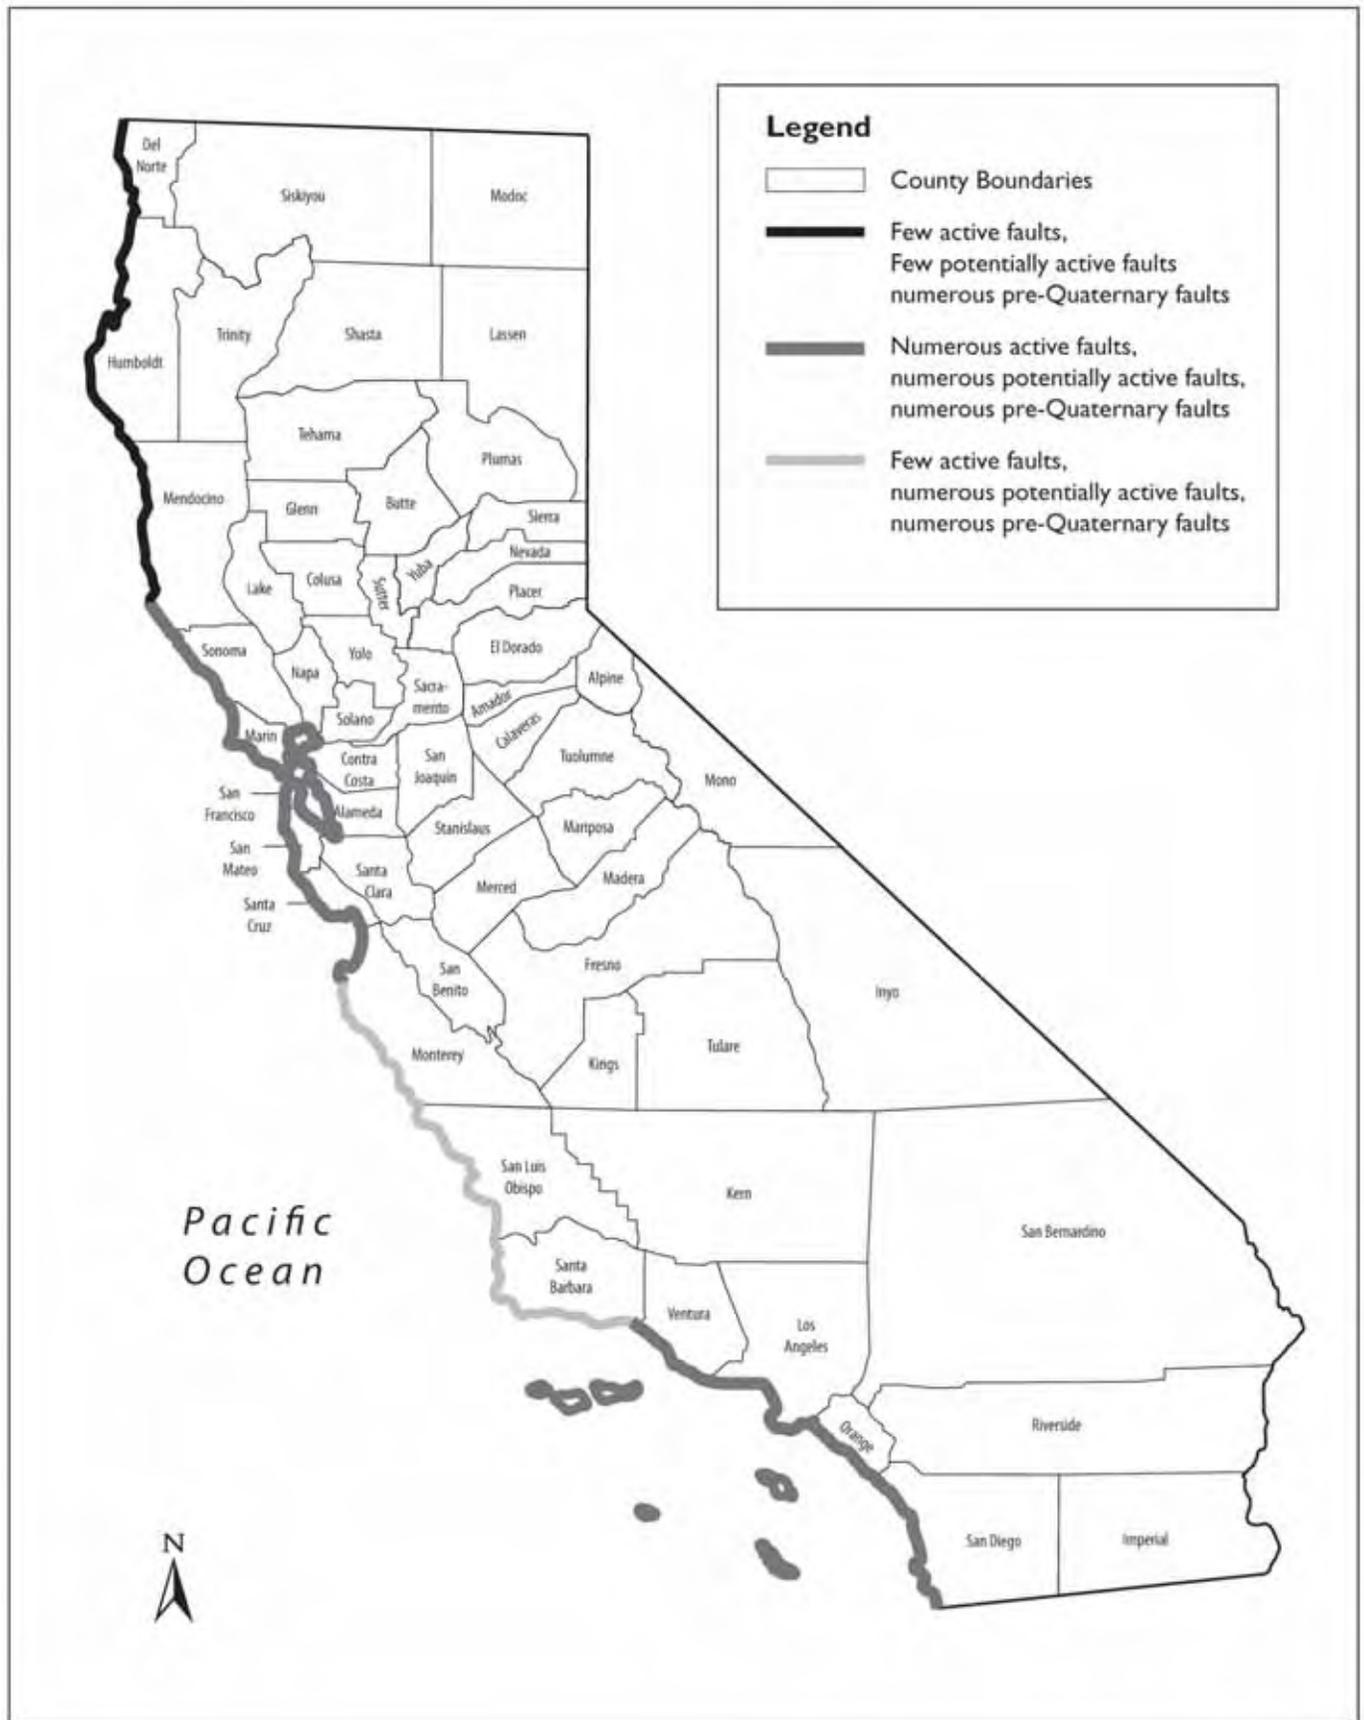 Legend
County Boundaries
Few active faults,
Few potentially active faults
numerous pre-Quaternary faults
Numerous active faults,
numerous potentially active faults,
numerous pre-Quaternary faults
Few active faults,
numerous potentially active faults,
numerous pre-Quaternary faults
Del
Norte
Siskiyou
Modoc
Humboldt
Trinity
Shasta
Lassen
Tehama
Plumas
Mendocino
Glenn
Butte
Sierra
Nevada
Lake
Colusa
Sutter
Yuba
Placer
Sonoma
Napa
Yolo
El Dorado
Sacra-
mento
Amador
Alpine
Solano
Marin
Calaveras
Contra
Costa
San
Joaquin
Tuolumne
Mono
San
Francisco
Alameda
Stanislaus
Mariposa
San
Mateo
Santa
Clara
Merced
Madera
Santa
Cruz
San
Benito
Fresno
Inyo
Monterey
Kings
Tulare
San Luis
Obispo
Kern
San Bernardino
Pacific
Ocean
Santa
Barbara
Ventura
Los
Angeles
Orange
Riverside
San Diego
Imperial
N